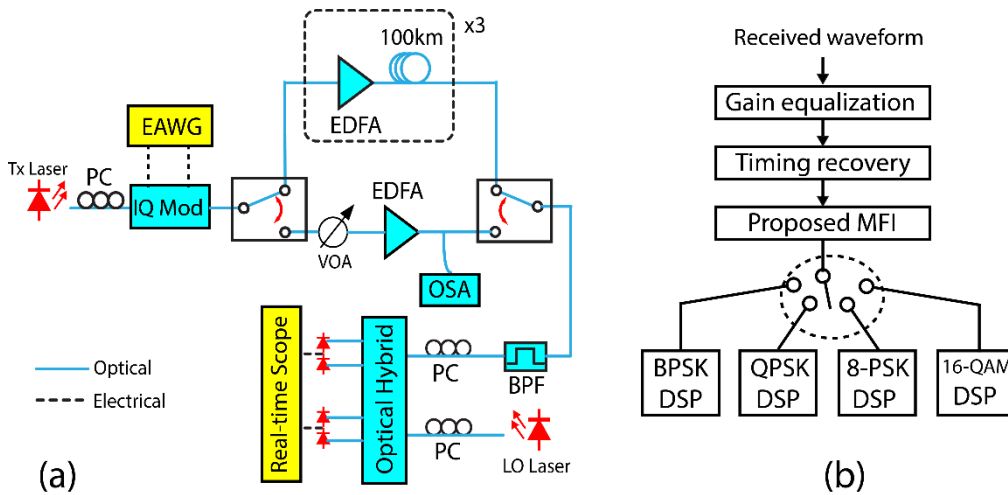 x3
100km
EDFA
EAWG
Tx Laser
PC
IQ Mod
EDFA
VOA
OSA
Real-time Scope
Optical Hybrid
PC
BPF
PC
LO Laser
Optical
Electrical
(a)
Received waveform
Gain equalization
Timing recovery
Proposed MFI
BPSK
DSP
QPSK
DSP
8-PSK
DSP
16-QAM
DSP
(b)